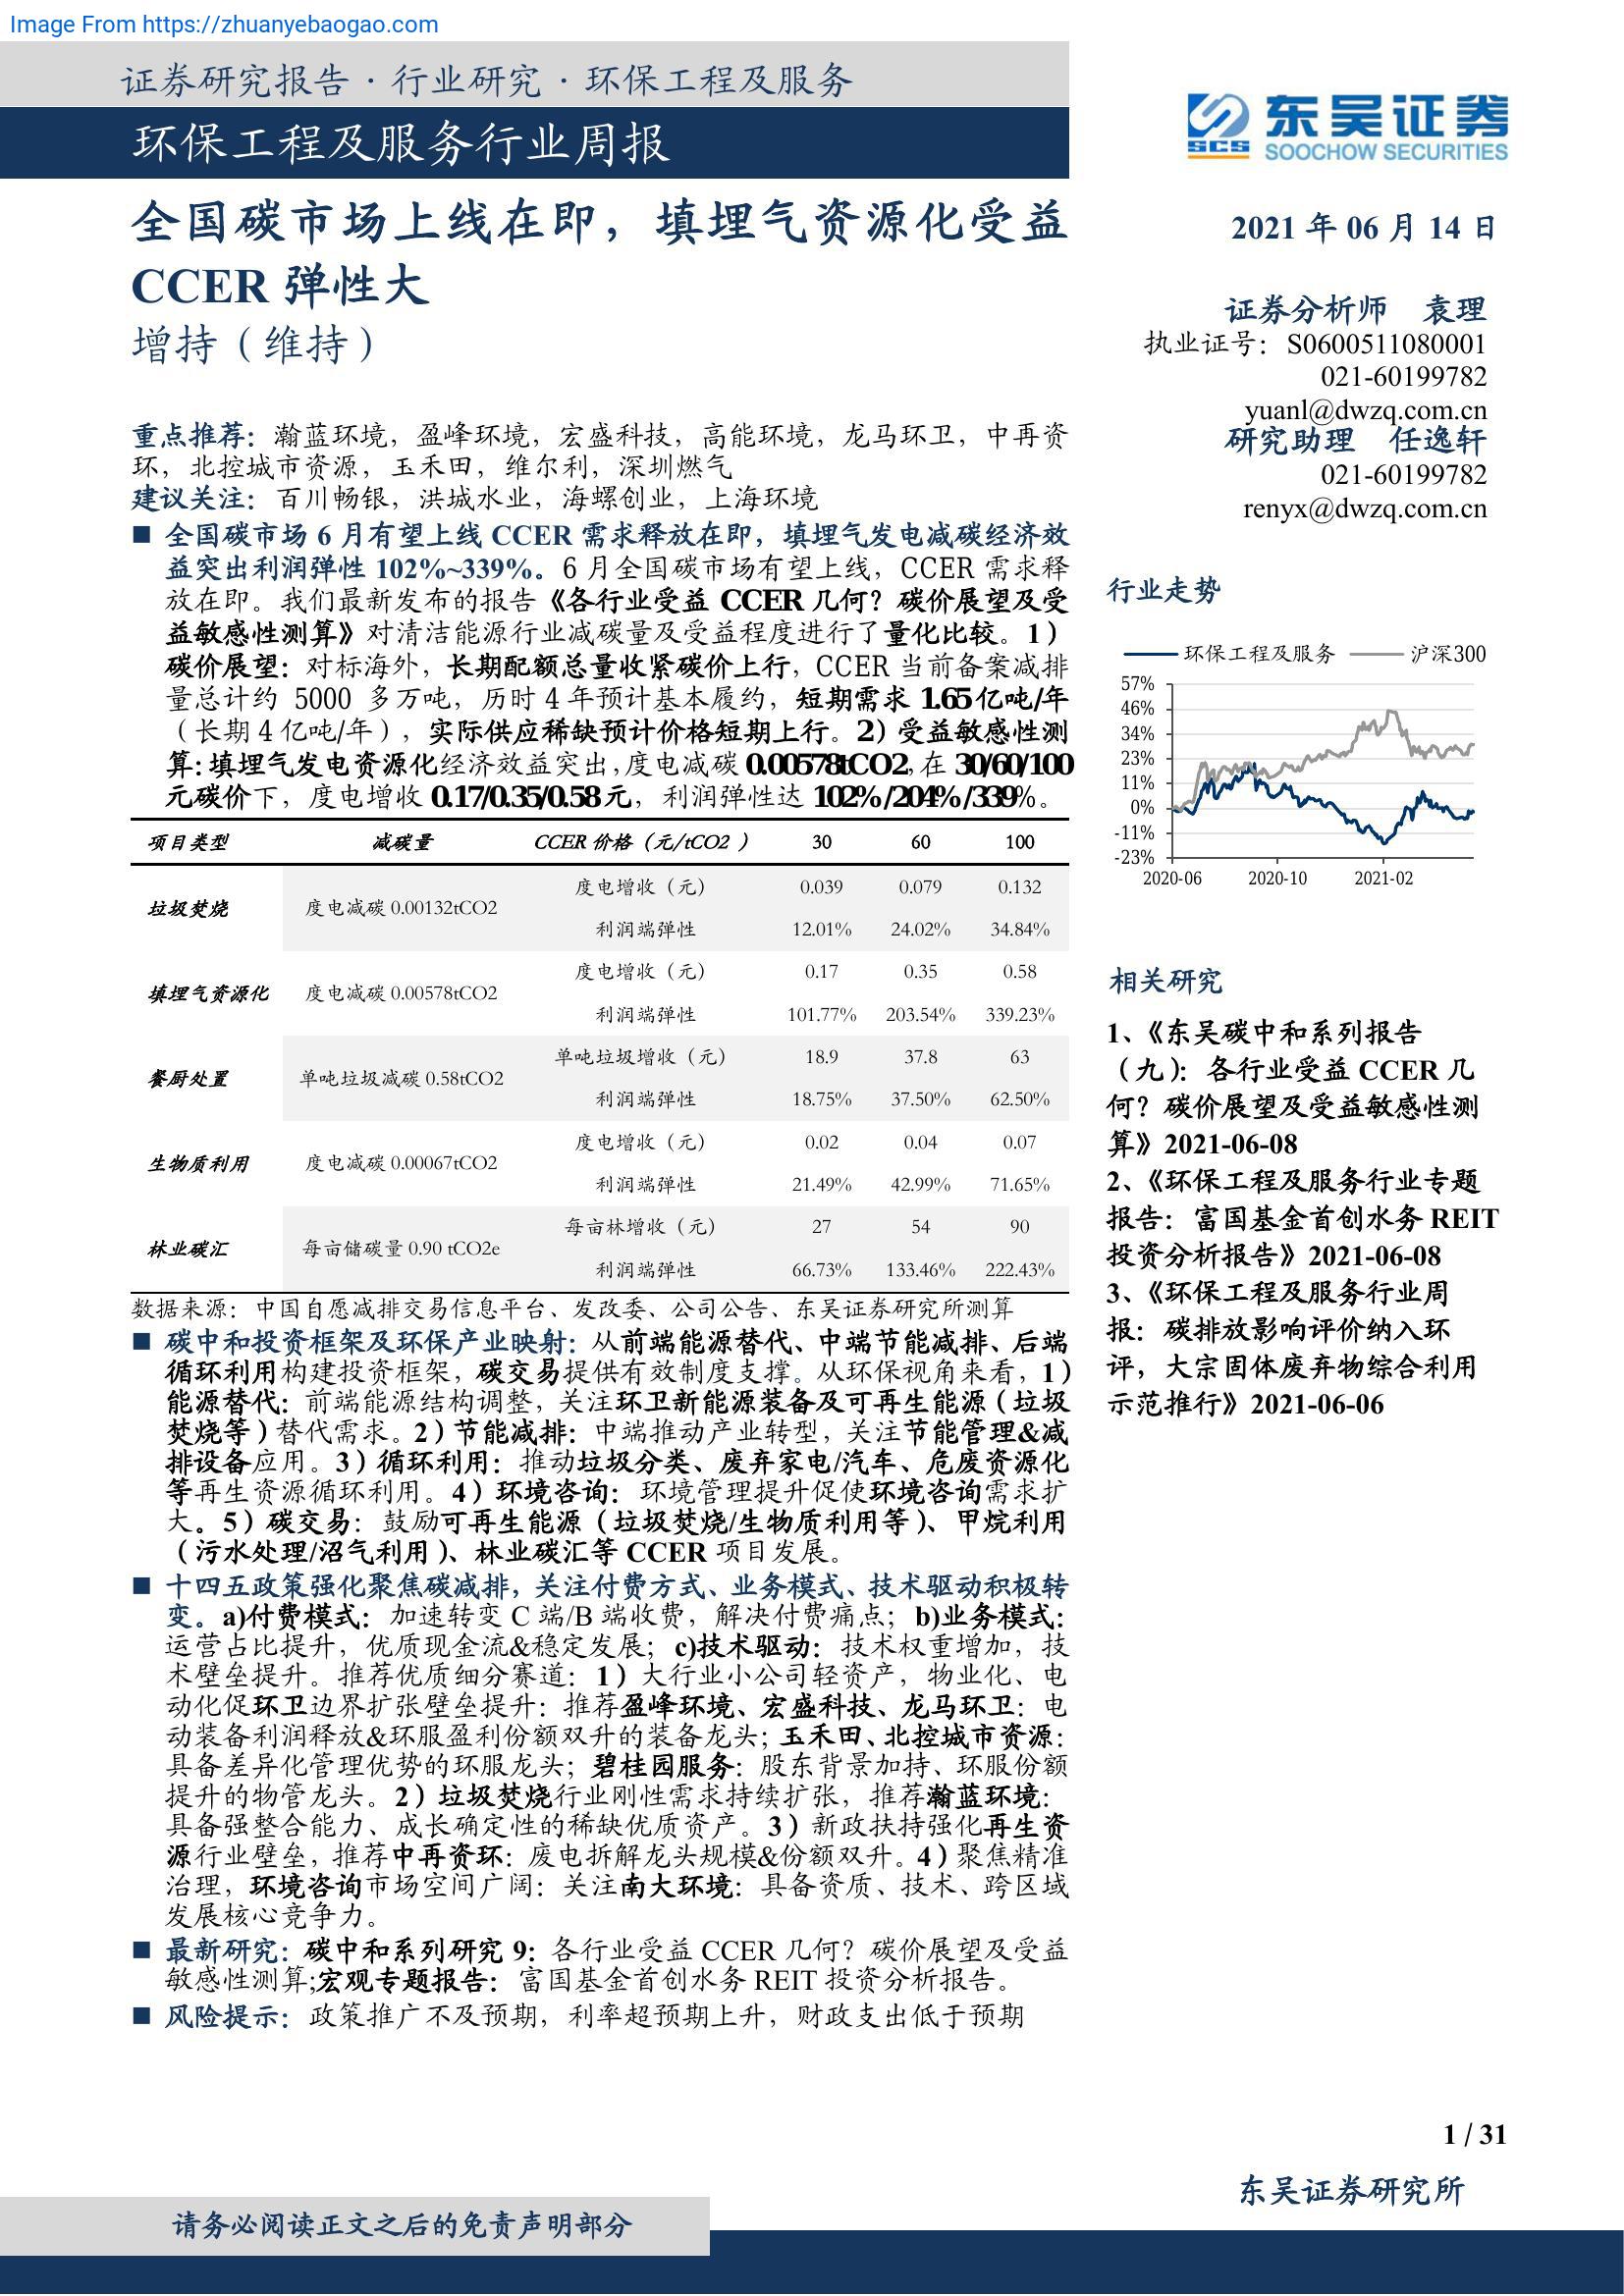 Image From https://zhuanyebaogao.com
证券研究报告·行业研究·环保工程及服务
环保工程及服务行业周报
全国碳市场上线在即，填埋气资源化受益
CCER 弹性大
增持（维持）
重点推荐：瀚蓝环境，盈峰环境，宏盛科技，高能环境，龙马环卫，中再资
环，北控城市资源，玉禾田，维尔利，深圳燃气
建议关注：百川畅银，洪城水业，海螺创业，上海环境
■ 全国碳市场 6 月有望上线 CCER 需求释放在即，填埋气发电减碳经济效
益突出利润弹性 102%~339%。6 月全国碳市场有望上线，CCER 需求释
放在即。我们最新发布的报告《各行业受益 CCER 几何？碳价展望及受
益敏感性测算》对清洁能源行业减碳量及受益程度进行了量化比较。1）
碳价展望：对标海外，长期配额总量收紧碳价上行，CCER 当前备案减排
量总计约 5000 多万吨，历时 4 年预计基本履约，短期需求 1.65 亿吨/年
（长期 4 亿吨/年），实际供应稀缺预计价格短期上行。2）受益敏感性测
算：填埋气发电资源化经济效益突出，度电减碳 0.00578tCO2，在 30/60/100
元碳价下，度电增收 0.17/0.35/0.58 元，利润弹性达 102%/204%/339%。
项目类型 减碳量 CCER 价格（元/tCO2 ） 30 60 100
垃圾焚烧 度电减碳 0.00132tCO2 度电增收（元） 0.039 0.079 0.132
利润端弹性 12.01% 24.02% 34.84%
填埋气资源化 度电减碳 0.00578tCO2 度电增收（元） 0.17 0.35 0.58
利润端弹性 101.77% 203.54% 339.23%
餐厨处置 单吨垃圾减碳 0.58tCO2 单吨垃圾增收（元） 18.9 37.8 63
利润端弹性 18.75% 37.50% 62.50%
生物质利用 度电减碳 0.00067tCO2 度电增收（元） 0.02 0.04 0.07
利润端弹性 21.49% 42.99% 71.65%
林业碳汇 每亩储碳量 0.90 tCO2e 每亩林增收（元） 27 54 90
利润端弹性 66.73% 133.46% 222.43%
数据来源：中国自愿减排交易信息平台、发改委、公司公告、东吴证券研究所测算
■ 碳中和投资框架及环保产业映射：从前端能源替代、中端节能减排、后端
循环利用构建投资框架，碳交易提供有效制度支撑。从环保视角来看，1）
能源替代：前端能源结构调整，关注环卫新能源装备及可再生能源（垃圾
焚烧等）替代需求。2）节能减排：中端推动产业转型，关注节能管理&减
排设备应用。3）循环利用：推动垃圾分类、废弃家电/汽车、危废资源化
等再生资源循环利用。4）环境咨询：环境管理提升促使环境咨询需求扩
大。5）碳交易：鼓励可再生能源（垃圾焚烧/生物质利用等）、甲烷利用
（污水处理/沼气利用）、林业碳汇等 CCER 项目发展。
■ 十四五政策强化聚焦碳减排，关注付费方式、业务模式、技术驱动积极转
变。a)付费模式：加速转变 C 端/B 端收费，解决付费痛点；b)业务模式：
运营占比提升，优质现金流&稳定发展；c)技术驱动：技术权重增加，技
术壁垒提升。推荐优质细分赛道：1）大行业小公司轻资产，物业化、电
动化促环卫边界扩张壁垒提升：推荐盈峰环境、宏盛科技、龙马环卫：电
动装备利润释放&环服盈利份额双升的装备龙头；玉禾田、北控城市资源：
具备差异化管理优势的环服龙头；碧桂园服务：股东背景加持、环服份额
提升的物管龙头。2）垃圾焚烧行业刚性需求持续扩张，推荐瀚蓝环境：
具备强整合能力、成长确定性的稀缺优质资产。3）新政扶持强化再生资
源行业壁垒，推荐中再资环：废电拆解龙头规模&份额双升。4）聚焦精准
治理，环境咨询市场空间广阔：关注南大环境：具备资质、技术、跨区域
发展核心竞争力。
■ 最新研究：碳中和系列研究 9：各行业受益 CCER 几何？碳价展望及受益
敏感性测算;宏观专题报告：富国基金首创水务 REIT 投资分析报告。
■ 风险提示：政策推广不及预期，利率超预期上升，财政支出低于预期
SCS 东吴证券
SOOCHOW SECURITIES
2021 年 06 月 14 日
证券分析师 袁理
执业证号：S0600511080001
021-60199782
yuanl@dwzq.com.cn
研究助理 任逸轩
021-60199782
renyx@dwzq.com.cn
行业走势
环保工程及服务 沪深300
57%
46%
34%
23%
11%
0%
-11%
-23%
2020-06 2020-10 2021-02
相关研究
1、《东吴碳中和系列报告
（九）：各行业受益 CCER 几
何？碳价展望及受益敏感性测
算》2021-06-08
2、《环保工程及服务行业专题
报告：富国基金首创水务 REIT
投资分析报告》2021-06-08
3、《环保工程及服务行业周
报：碳排放影响评价纳入环
评，大宗固体废弃物综合利用
示范推行》2021-06-06
1 / 31
东吴证券研究所
请务必阅读正文之后的免责声明部分